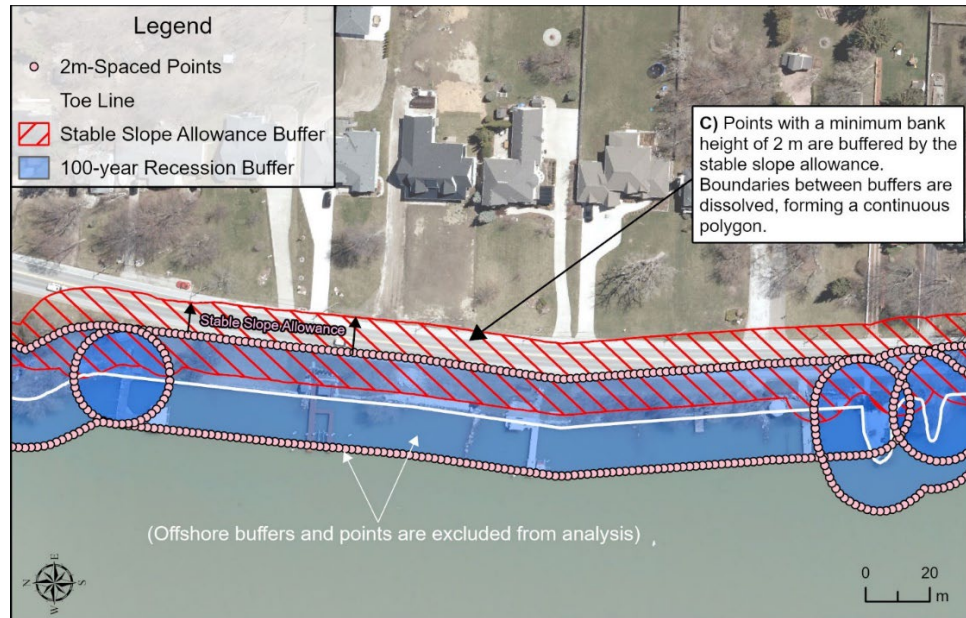 Legend
2m-Spaced Points
Toe Line
Stable Slope Allowance Buffer
100-year Recession Buffer
C) Points with a minimum bank
height of 2 m are buffered by the
stable slope allowance.
Boundaries between buffers are
dissolved, forming a continuous
polygon.
Stable Slope Allowance
(Offshore buffers and points are excluded from analysis)
N
E
S
W
0 20
m